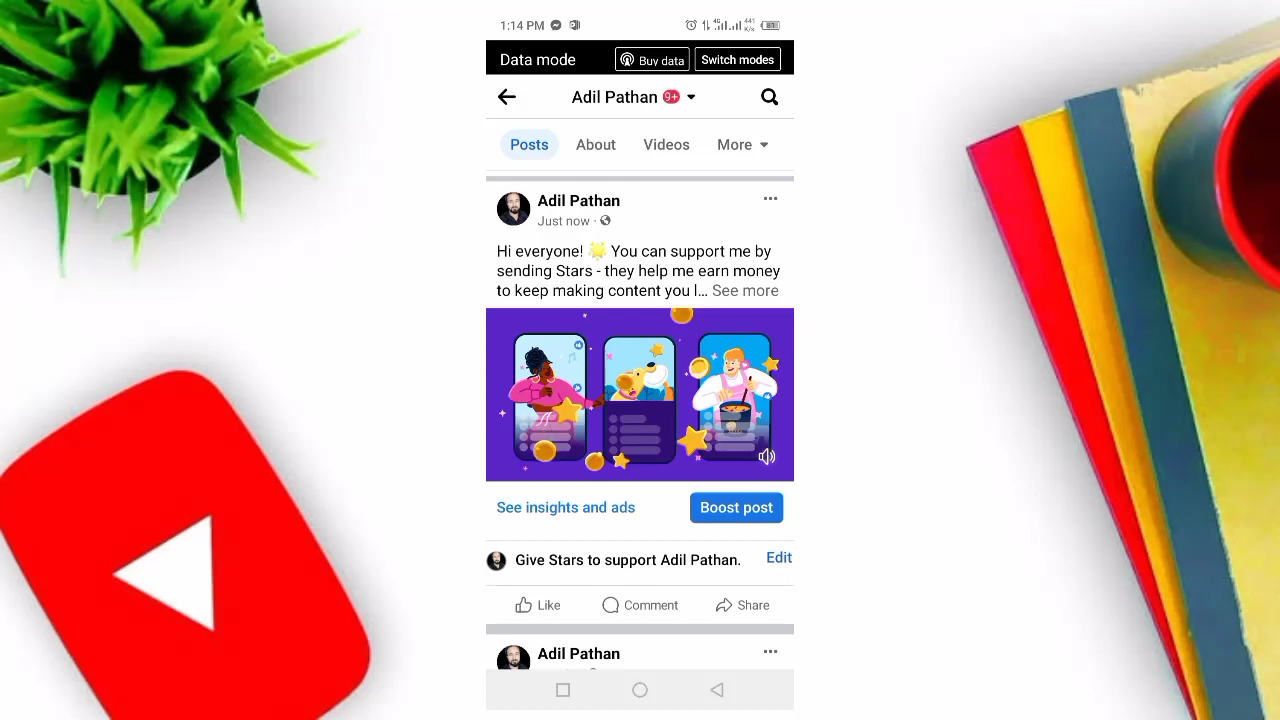 1:14 PM
4G
441
K/s
81
Data mode
Buy data
Switch modes
Adil Pathan 9+
Posts
About
Videos
More
Adil Pathan
Just now ·
Hi everyone! 🌟 You can support me by
sending Stars - they help me earn money
to keep making content you l... See more
See insights and ads
Boost post
Give Stars to support Adil Pathan.
Edit
Like
Comment
Share
Adil Pathan